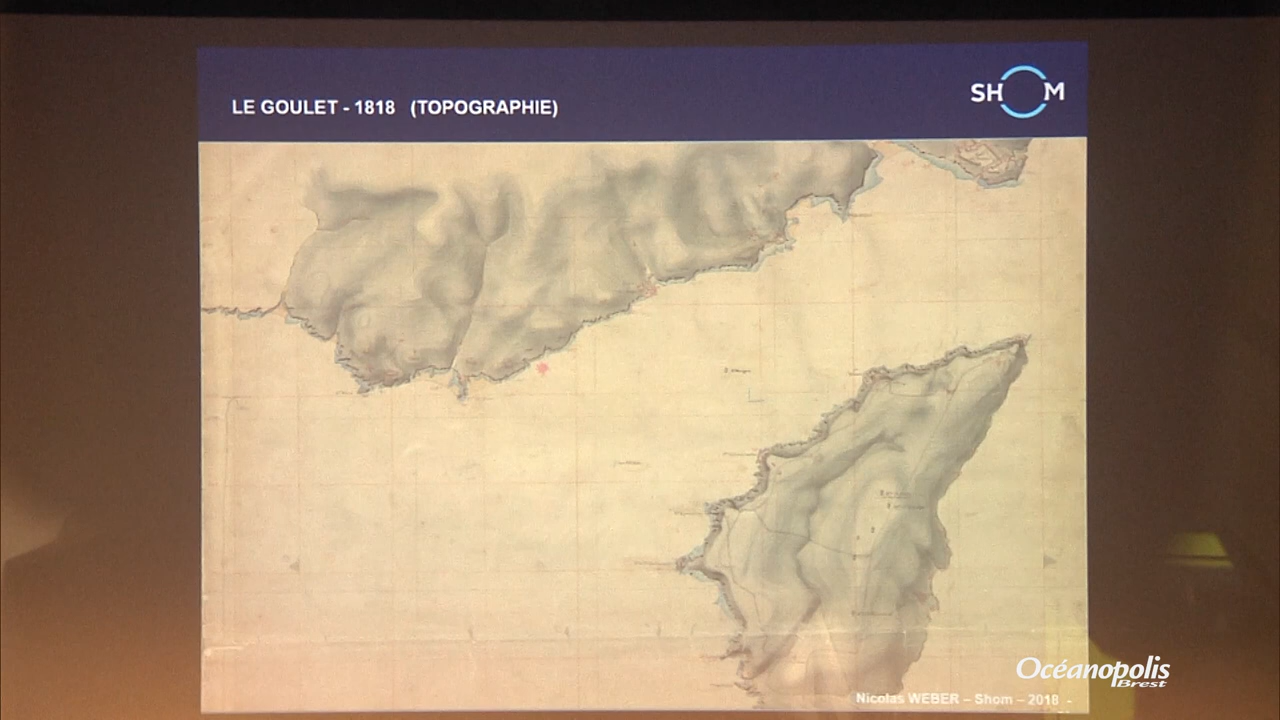 LE GOULET - 1818 (TOPOGRAPHIE)
SHOM
Océanopolis
Brest
Nicolas WEBER – Shom – 2018 -